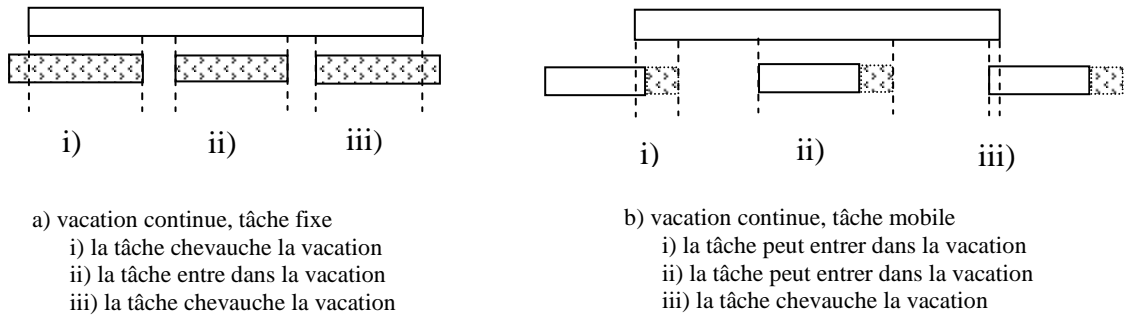 i) ii) iii)
a) vacation continue, tâche fixe
i) la tâche chevauche la vacation
ii) la tâche entre dans la vacation
iii) la tâche chevauche la vacation
i) ii) iii)
b) vacation continue, tâche mobile
i) la tâche peut entrer dans la vacation
ii) la tâche peut entrer dans la vacation
iii) la tâche chevauche la vacation